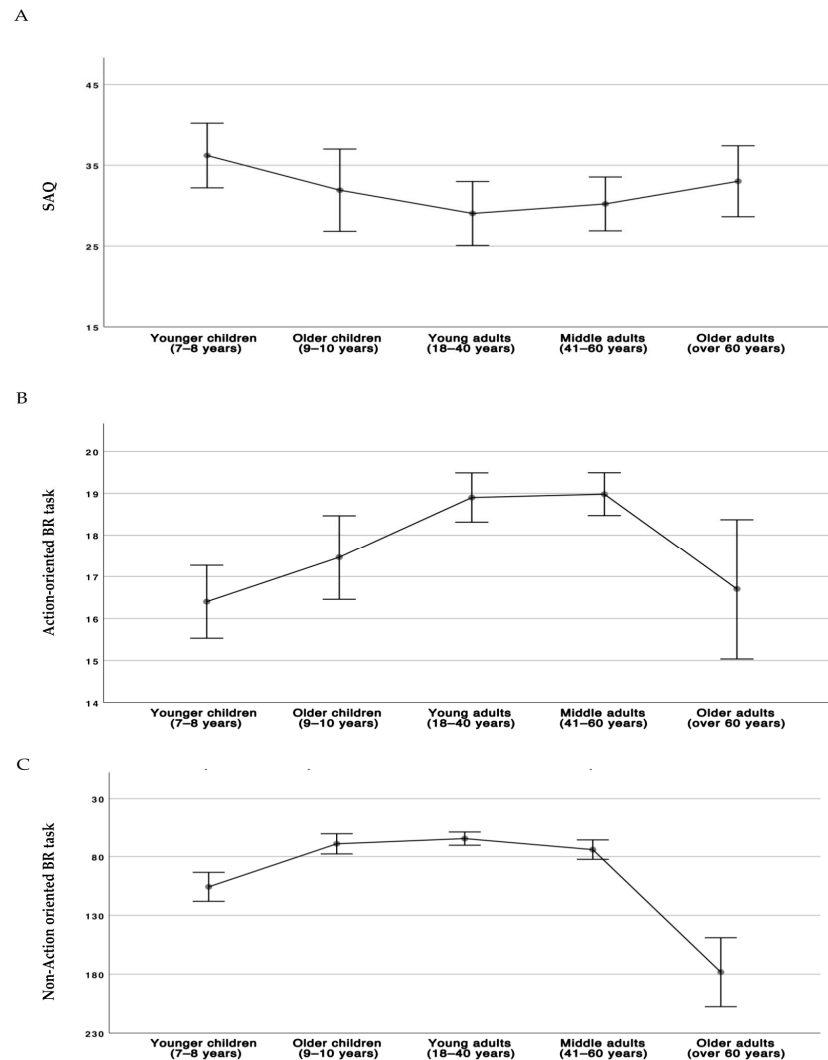 A
45
35
25
15
SAQ
Younger children Older children Young adults Middle adults Older adults
(7–8 years) (9–10 years) (18–40 years) (41–60 years) (over 60 years)
B
20
19
18
17
16
15
14
Action-oriented BR task
Younger children Older children Young adults Middle adults Older adults
(7–8 years) (9–10 years) (18–40 years) (41–60 years) (over 60 years)
C
30
80
130
180
230
Non-Action oriented BR task
Younger children Older children Young adults Middle adults Older adults
(7–8 years) (9–10 years) (18–40 years) (41–60 years) (over 60 years)